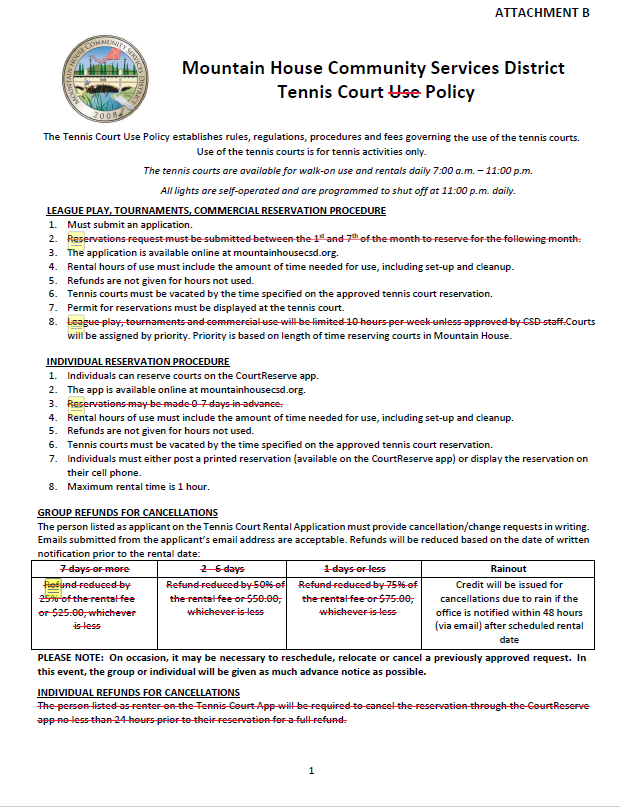 ATTACHMENT B
MOUNTAIN HOUSE COMMUNITY SERVICES DISTRICT
2008
Mountain House Community Services District
Tennis Court Use Policy
The Tennis Court Use Policy establishes rules, regulations, procedures and fees governing the use of the tennis courts.
Use of the tennis courts is for tennis activities only.
The tennis courts are available for walk-on use and rentals daily 7:00 a.m. – 11:00 p.m.
All lights are self-operated and are programmed to shut off at 11:00 p.m. daily.
LEAGUE PLAY, TOURNAMENTS, COMMERCIAL RESERVATION PROCEDURE
1. Must submit an application.
2. Reservations request must be submitted between the 1st and 7th of the month to reserve for the following month.
3. The application is available online at mountainhousecsd.org.
4. Rental hours of use must include the amount of time needed for use, including set-up and cleanup.
5. Refunds are not given for hours not used.
6. Tennis courts must be vacated by the time specified on the approved tennis court reservation.
7. Permit for reservations must be displayed at the tennis court.
8. League play, tournaments and commercial use will be limited 10 hours per week unless approved by CSD staff.Courts
will be assigned by priority. Priority is based on length of time reserving courts in Mountain House.
INDIVIDUAL RESERVATION PROCEDURE
1. Individuals can reserve courts on the CourtReserve app.
2. The app is available online at mountainhousecsd.org.
3. Reservations may be made 0-7 days in advance.
4. Rental hours of use must include the amount of time needed for use, including set-up and cleanup.
5. Refunds are not given for hours not used.
6. Tennis courts must be vacated by the time specified on the approved tennis court reservation.
7. Individuals must either post a printed reservation (available on the CourtReserve app) or display the reservation on
their cell phone.
8. Maximum rental time is 1 hour.
GROUP REFUNDS FOR CANCELLATIONS
The person listed as applicant on the Tennis Court Rental Application must provide cancellation/change requests in writing.
Emails submitted from the applicant's email address are acceptable. Refunds will be reduced based on the date of written
notification prior to the rental date:
7 days or more
Refund reduced by
25% of the rental fee
or $25.00, whichever
is less
2 - 6 days
Refund reduced by 50% of
the rental fee or $50.00,
whichever is less
1 days or less
Refund reduced by 75% of
the rental fee or $75.00,
whichever is less
Rainout
Credit will be issued for
cancellations due to rain if the
office is notified within 48 hours
(via email) after scheduled rental
date
PLEASE NOTE: On occasion, it may be necessary to reschedule, relocate or cancel a previously approved request. In
this event, the group or individual will be given as much advance notice as possible.
INDIVIDUAL REFUNDS FOR CANCELLATIONS
The person listed as renter on the Tennis Court App will be required to cancel the reservation through the CourtReserve
app no less than 24 hours prior to their reservation for a full refund.
1